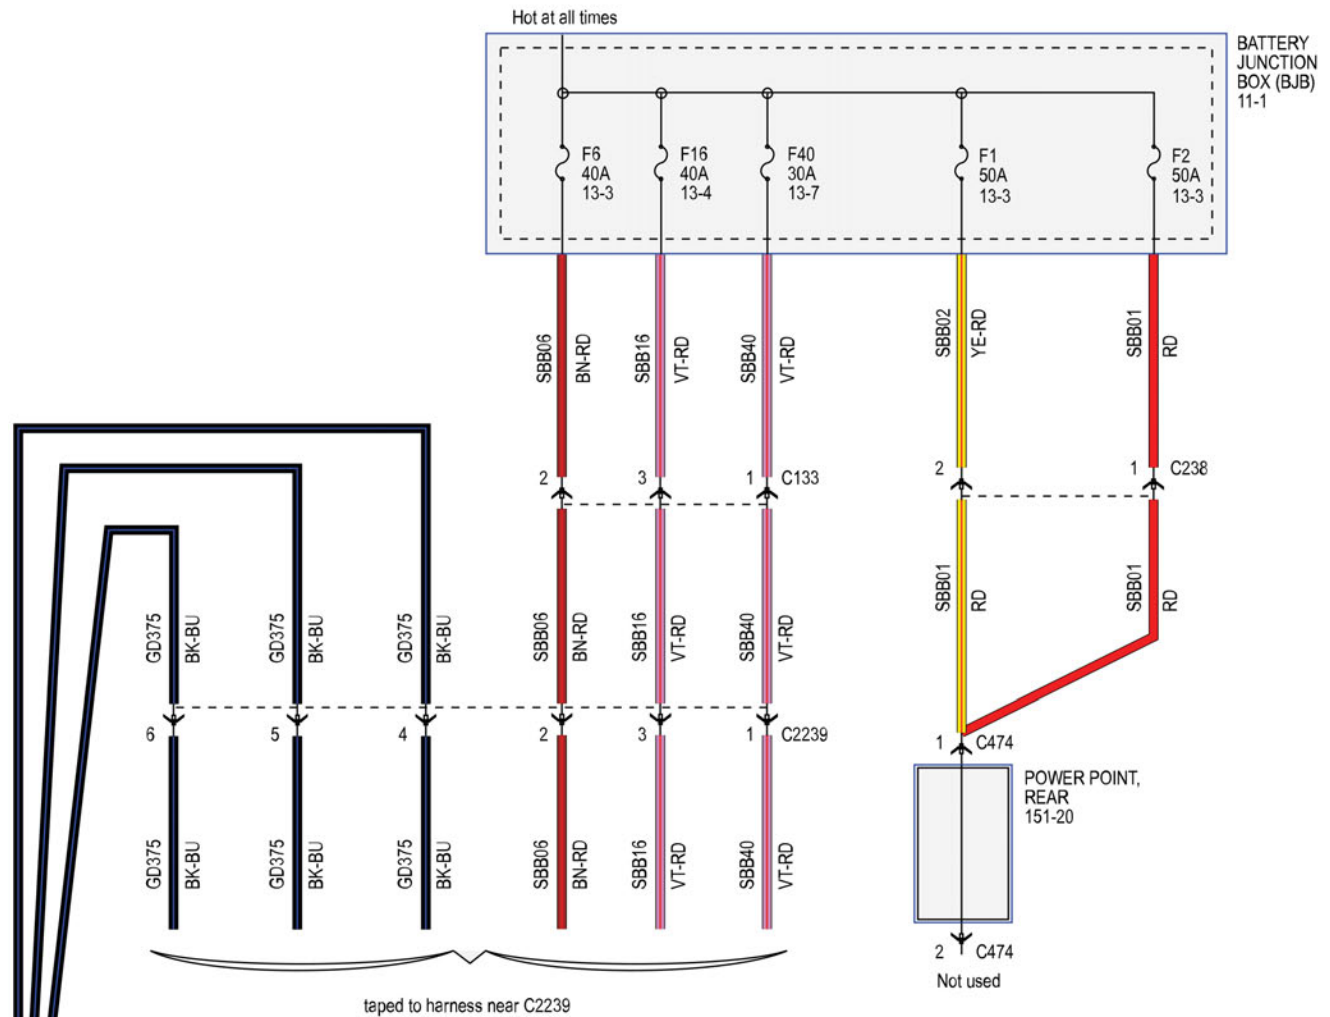 Hot at all times
BATTERY
JUNCTION
BOX (BJB)
11-1
F6
40A
13-3
F16
40A
13-4
F40
30A
13-7
F1
50A
13-3
F2
50A
13-3
SBB06
BN-RD
SBB16
VT-RD
SBB40
VT-RD
SBB02
YE-RD
SBB01
RD
2
3
1
C133
2
1
C238
GD375
BK-BU
GD375
BK-BU
GD375
BK-BU
SBB06
BN-RD
SBB16
VT-RD
SBB40
VT-RD
SBB01
RD
SBB01
RD
6
5
4
2
3
1
C2239
1
C474
POWER POINT,
REAR
151-20
GD375
BK-BU
GD375
BK-BU
GD375
BK-BU
SBB06
BN-RD
SBB16
VT-RD
SBB40
VT-RD
2
C474
Not used
taped to harness near C2239